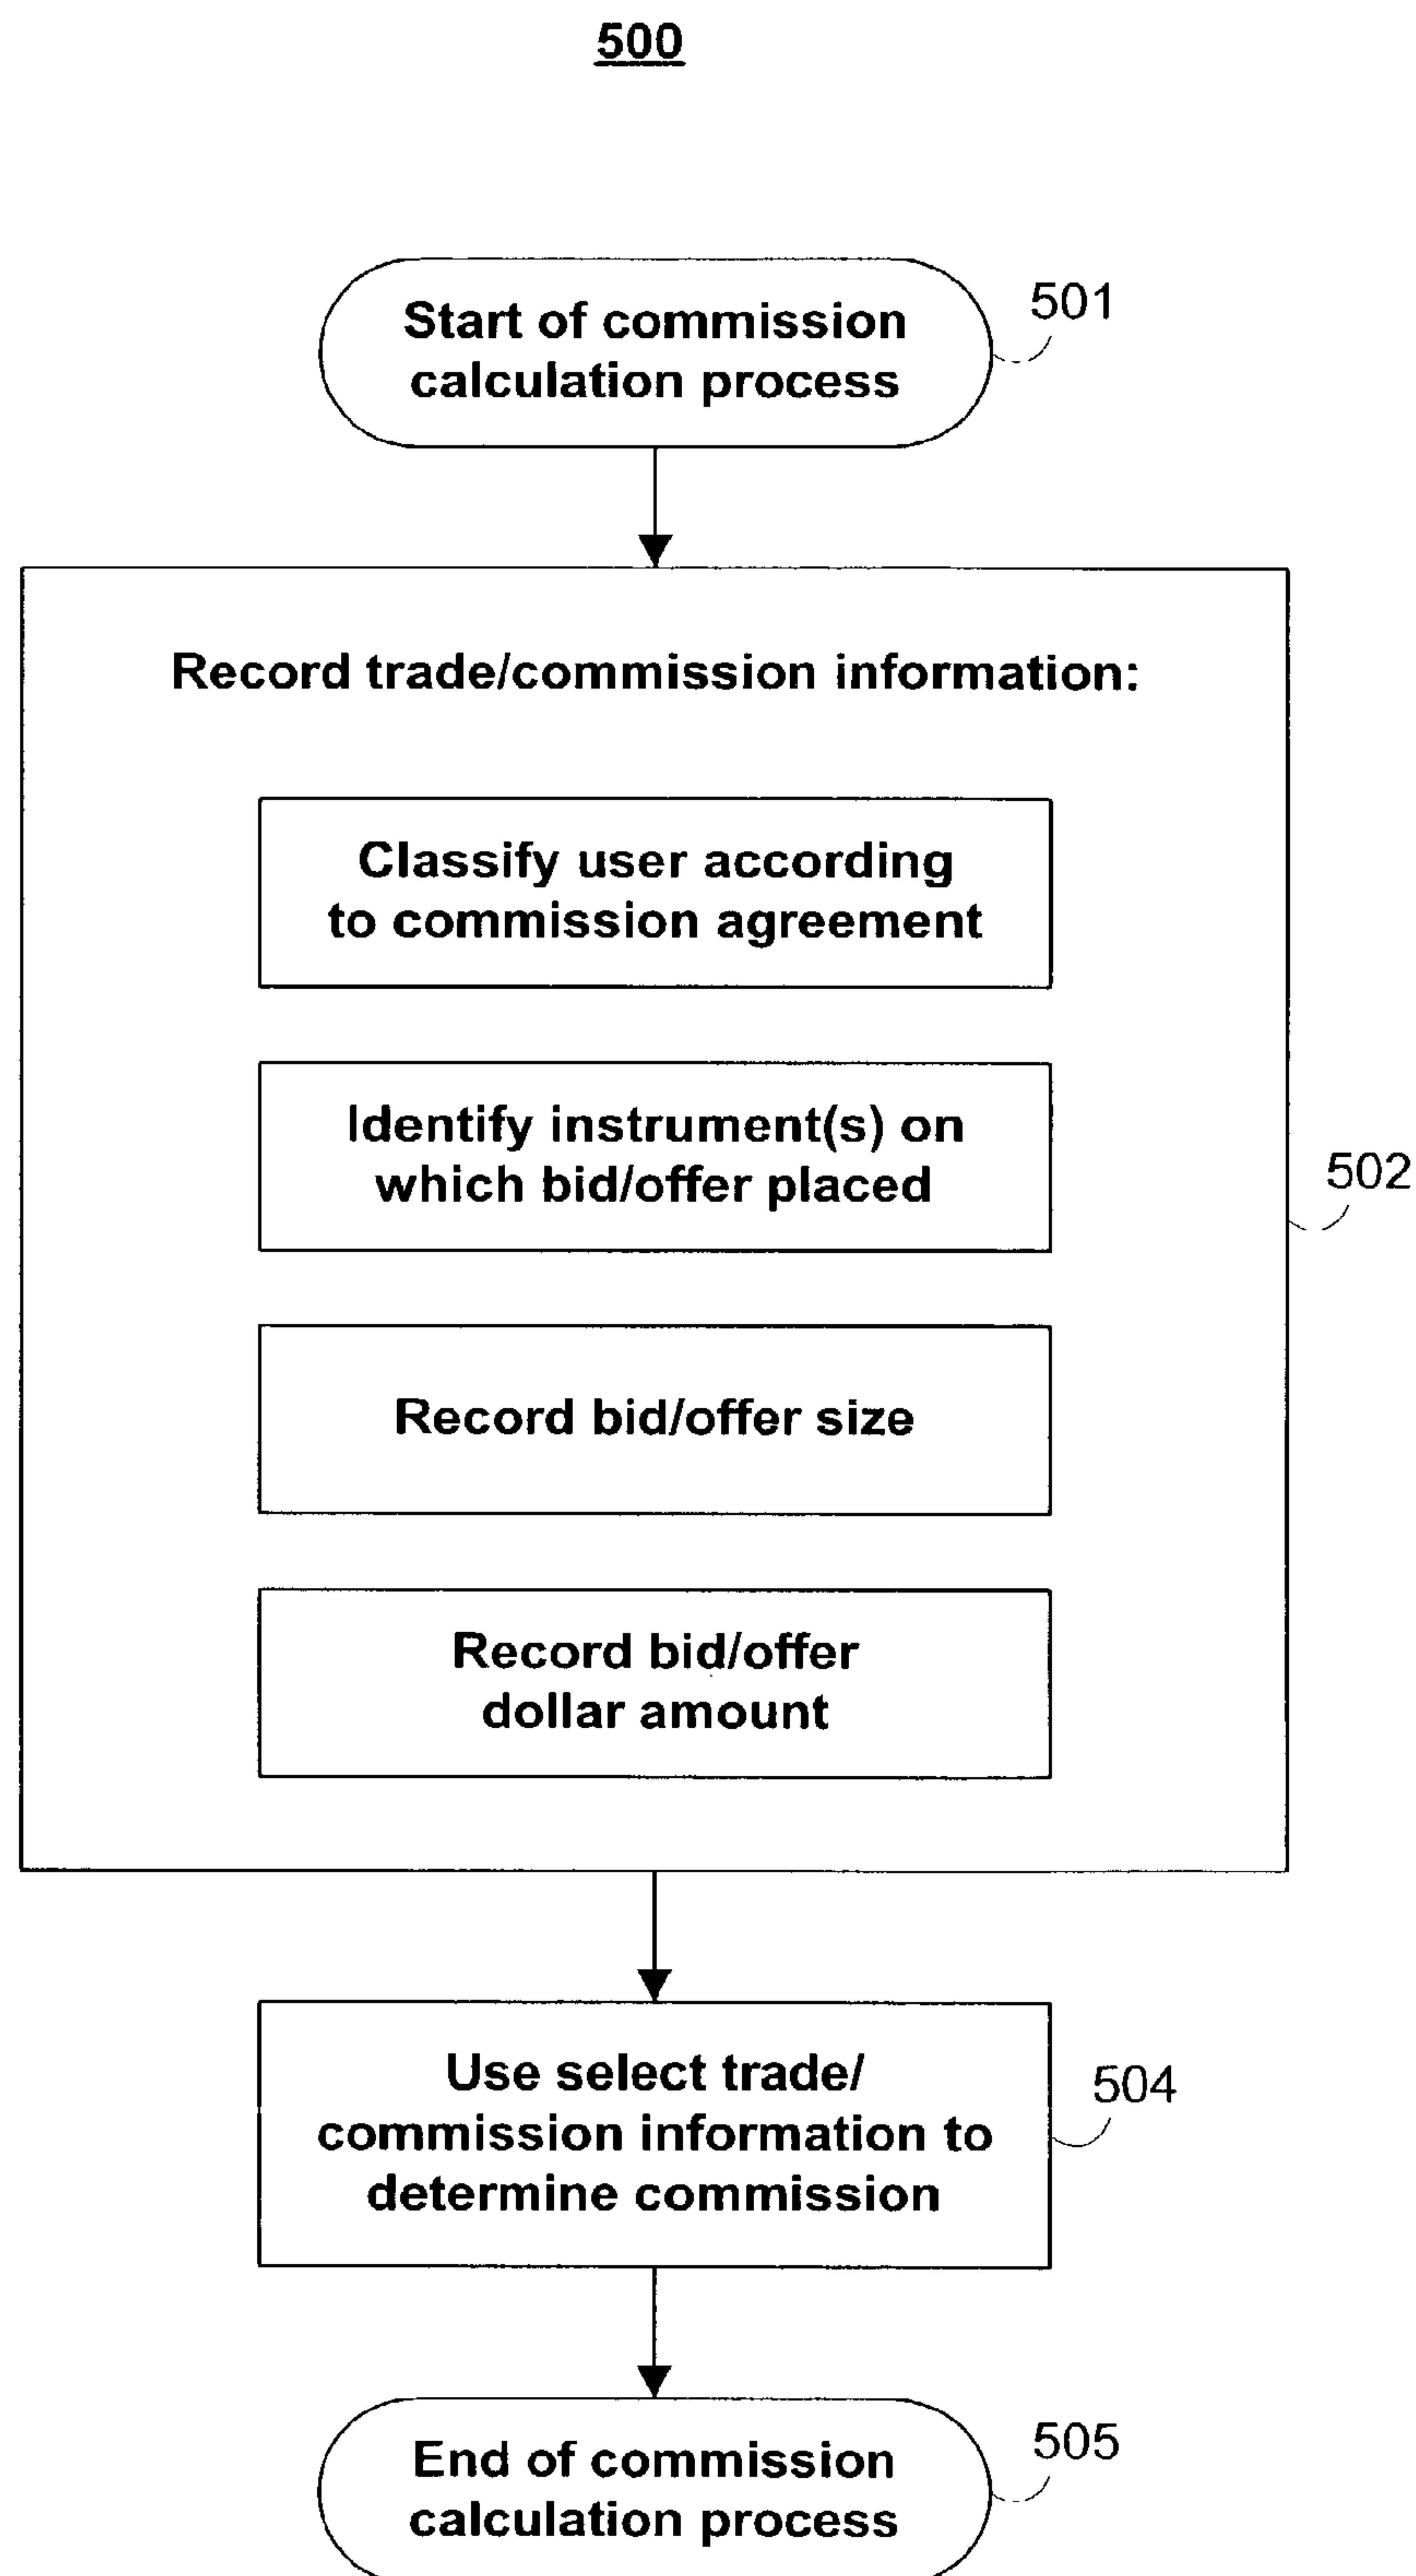 500
Start of commission
calculation process
501
Record trade/commission information:
Classify user according
to commission agreement
Identify instrument(s) on
which bid/offer placed
502
Record bid/offer size
Record bid/offer
dollar amount
Use select trade/
commission information to
determine commission
504
End of commission
calculation process
505